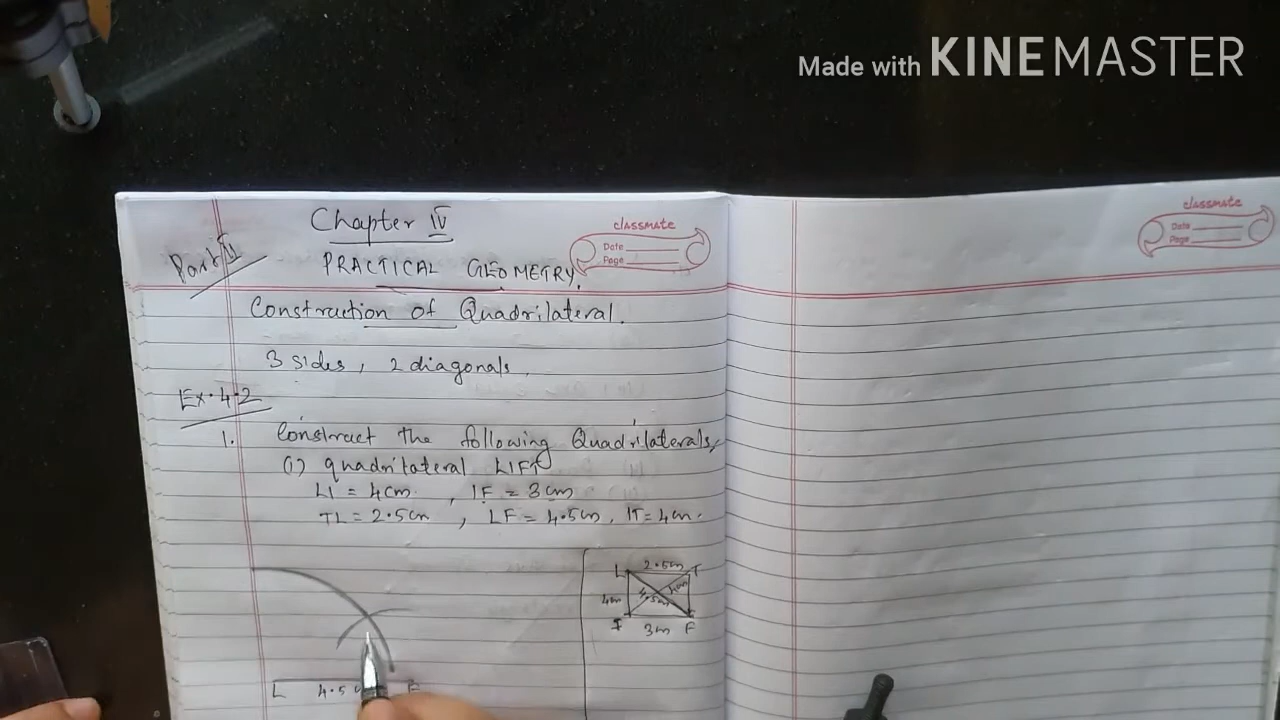 Made with KINEMASTER
Chapter IV
classmate
Date
Page
classmate
Date
Page
Part II
PRACTICAL GEOMETRY.
Construction of Quadrilateral.
3 sides, 2 diagonals.
Ex. 4.2
1. Construct the following Quadrilaterals,
(i) quadrilateral LIFT
LI = 4cm , IF = 3cm
TL = 2.5cm , LF = 4.5cm, IT = 4cm.
L 2.5cm T
4cm 4.5cm 4cm
I 3cm F
L 4.5 F